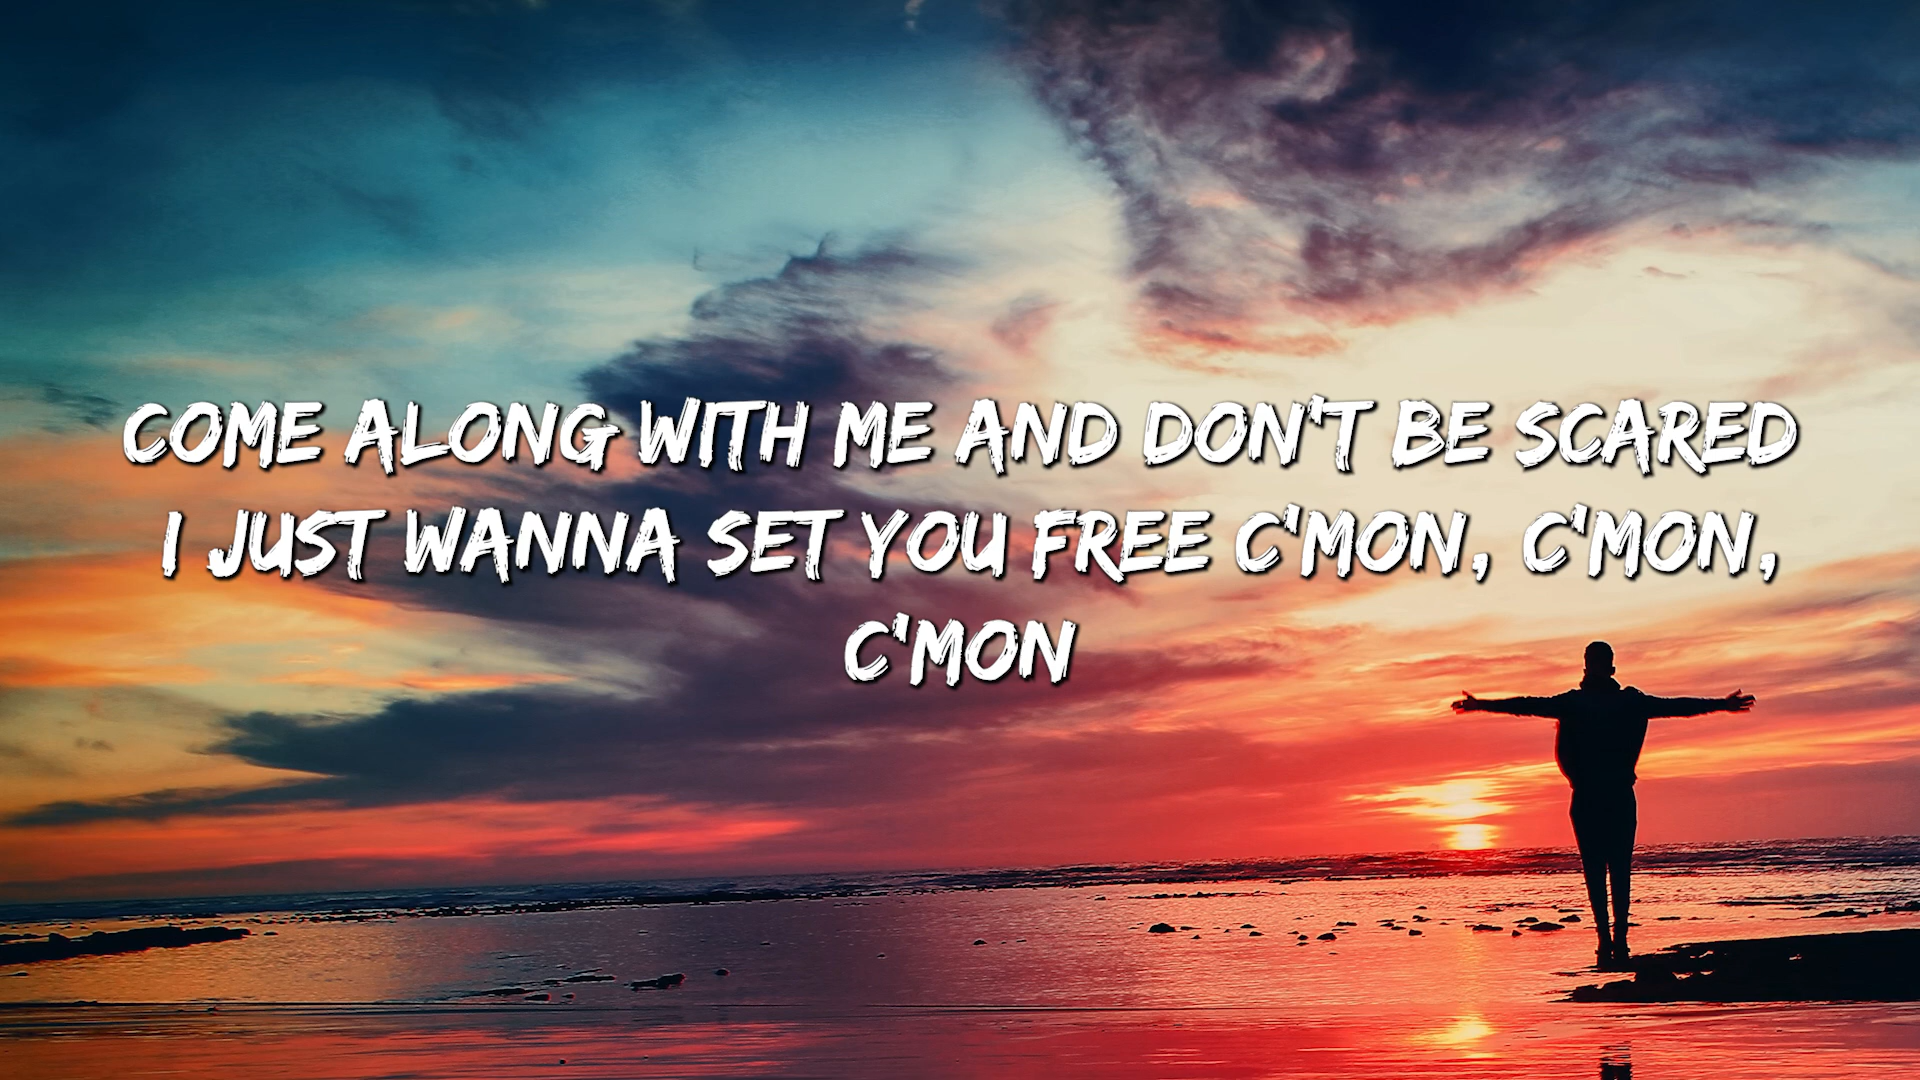 COME ALONG WITH ME AND DON'T BE SCARED
I JUST WANNA SET YOU FREE C'MON, C'MON,
C'MON